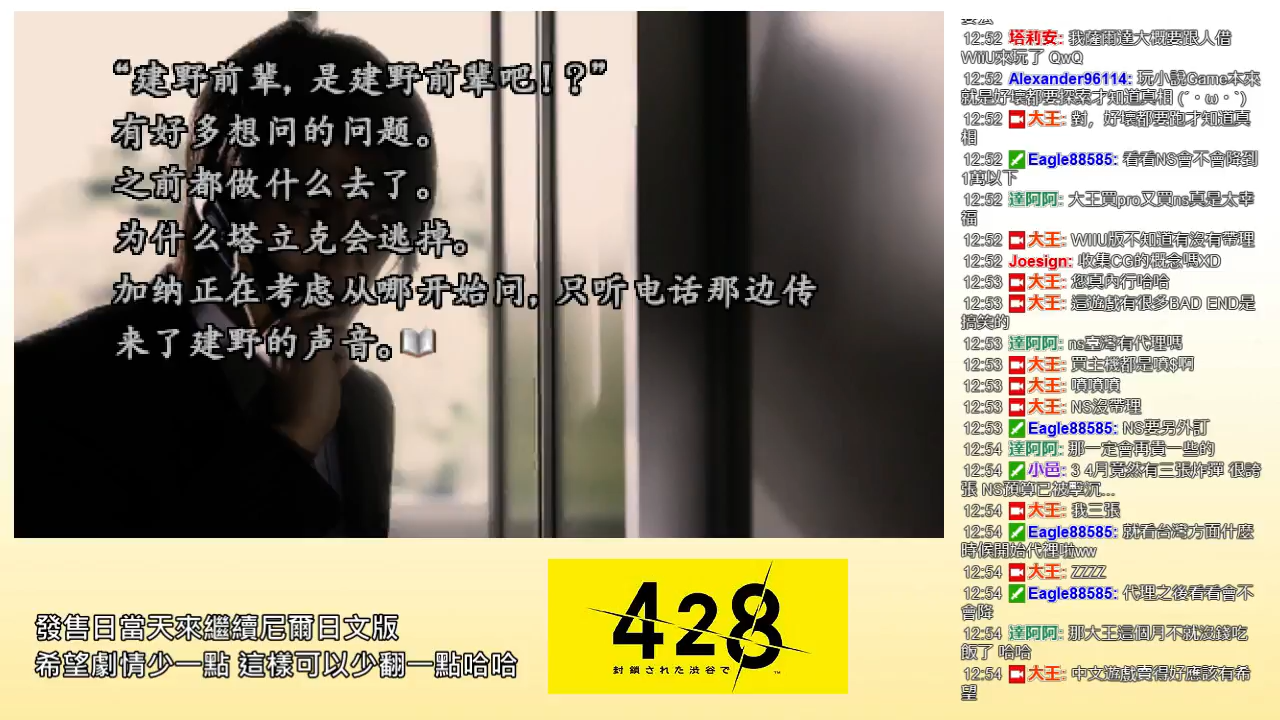 “建野前辈,是建野前辈吧!?”
有好多想问的问题。
之前都做什么去了。
为什么塔立克会逃掉。
加纳正在考虑从哪开始问,只听电话那边传
来了建野的声音。
發售日當天來繼續尼爾日文版
希望劇情少一點 這樣可以少翻一點哈哈
428
封鎖された渋谷で
TM
12:52 塔莉安: 我薩爾達大概要跟人借
WiiU來玩了 QwQ
12:52 Alexander96114: 玩小說Game本來
就是好壞都要探索才知道真相 (´・ω・`)
12:52 大王: 對, 好壞都要跑才知道真
相
12:52 Eagle88585: 看看NS會不會降到
1萬以下
12:52 達阿阿: 大王買pro又買ns真是太幸
福
12:52 大王: WIIU版不知道有沒有帶理
12:52 Joesign: 收集CG的概念嗎XD
12:53 大王: 您真內行哈哈
12:53 大王: 這遊戲有很多BAD END是
搞笑的
12:53 達阿阿: ns臺灣有代理嗎
12:53 大王: 買主機都是噴$啊
12:53 大王: 噴噴噴
12:53 大王: NS沒帶理
12:53 Eagle88585: NS要另外訂
12:54 達阿阿: 那一定會再貴一些的
12:54 小邑: 3 4月竟然有三張炸彈 很誇
張 NS預算已被擊沉...
12:54 大王: 我三張
12:54 Eagle88585: 就看台灣方面什麼
時候開始代裡啦ww
12:54 大王: ZZZZ
12:54 Eagle88585: 代理之後看看會不
會降
12:54 達阿阿: 那大王這個月不就沒錢吃
飯了 哈哈
12:54 大王: 中文遊戲賣得好應該有希
望